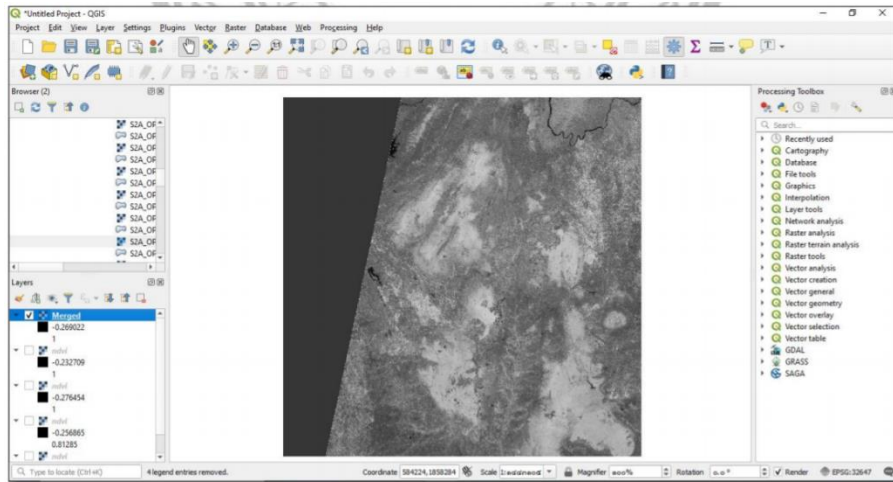 *Untitled Project - QGIS
Project Edit View Layer Settings Plugins Vector Raster Database Web Processing Help
Browser (2)
S2A_OF
S2A_OF
S2A_OF
S2A_OF
S2A_OF
S2A_OF
S2A_OF
S2A_OF
S2A_OF
S2A_OF
S2A_OF
S2A_OF
Layers
Merged
-0.269022
1
ndvi
-0.232709
1
ndvi
-0.276454
1
ndvi
-0.256865
0.81285
ndvi
Processing Toolbox
Search...
Recently used
Cartography
Database
File tools
Graphics
Interpolation
Layer tools
Network analysis
Raster analysis
Raster terrain analysis
Raster tools
Vector analysis
Vector creation
Vector general
Vector geometry
Vector overlay
Vector selection
Vector table
GDAL
GRASS
SAGA
Type to locate (Ctrl+K) 4 legend entries removed. Coordinate 584224,1858284 Scale Magnifier Rotation 0.0 ° Render EPSG:32647